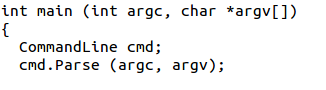 int main (int argc, char *argv[])
{
  CommandLine cmd;
  cmd.Parse (argc, argv);